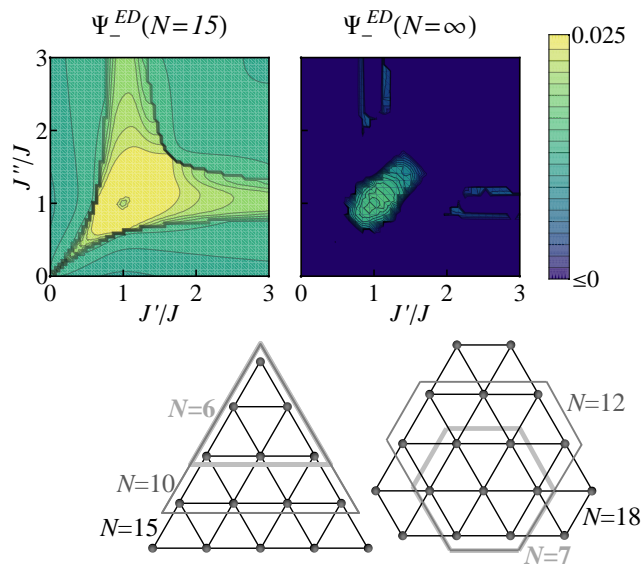 Ψ_^{ED}(N=15) Ψ_^{ED}(N=∞)
3 0.025
2
J''/J
1
0 ≤0
0 1 2 3 0 1 2 3
J'/J J'/J
N=12
N=6
N=10
N=15 N=18
N=7